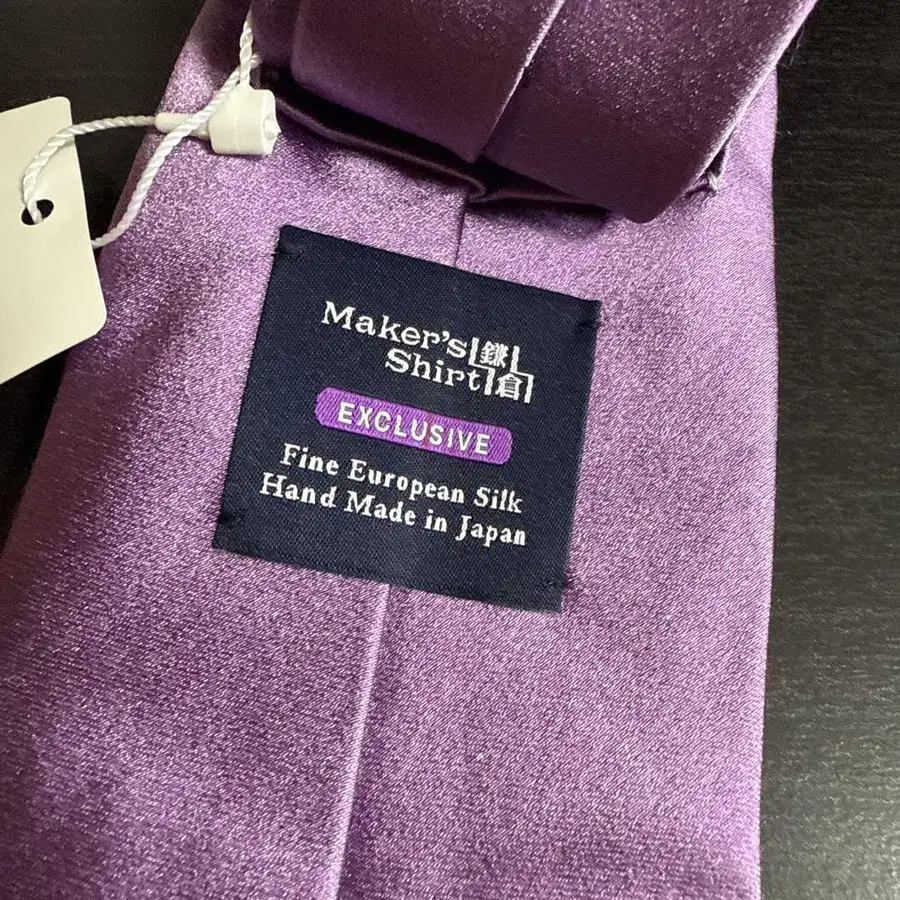 Maker's 鎌
Shirt 倉
EXCLUSIVE
Fine European Silk
Hand Made in Japan